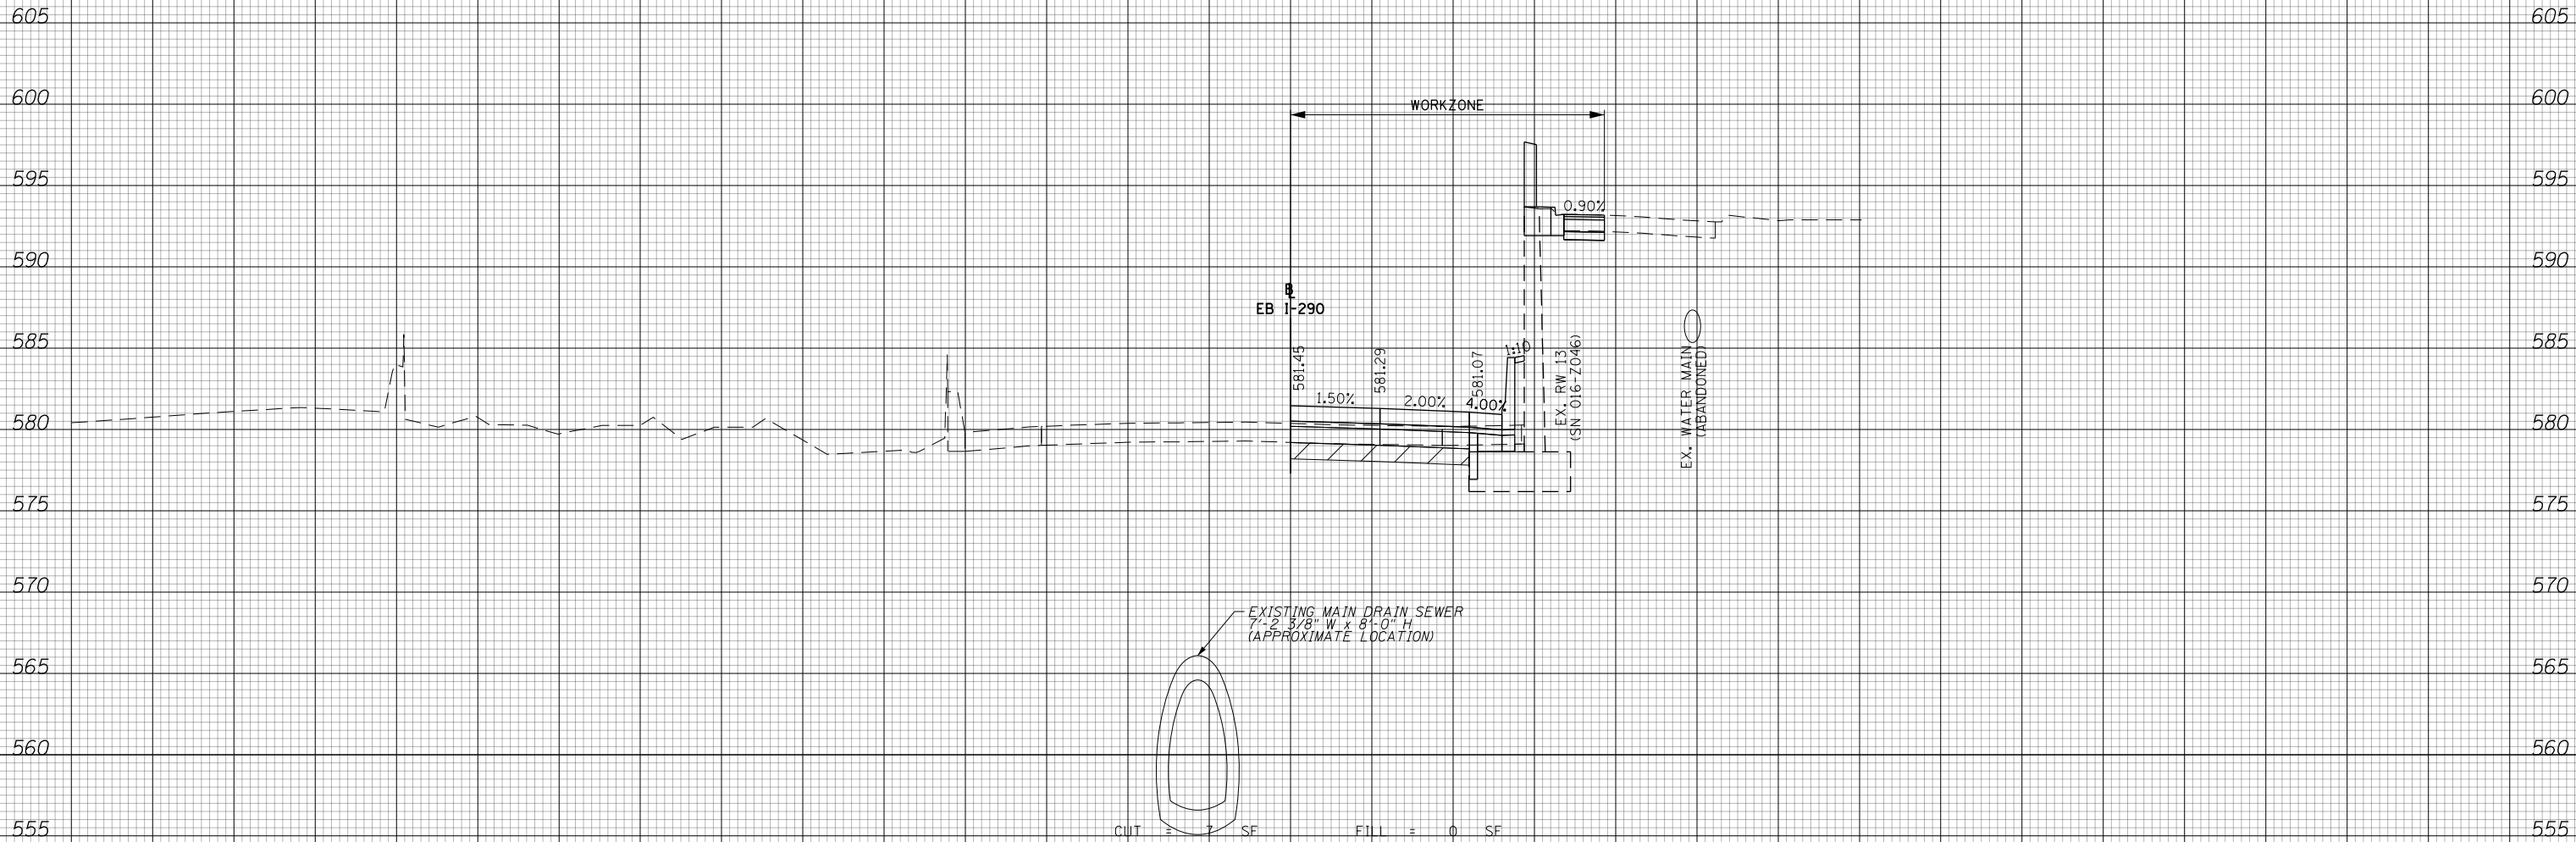 605 605
600 600
WORKZONE
595 595
0.90%
590 590
BL
EB I-290
585 585
1:10
581.45
581.29
581.07
EX. RW 13
(SN 016-Z046)
EX. WATER MAIN
(ABANDONED)
1.50% 2.00% 4.00%
580 580
575 575
570 570
EXISTING MAIN DRAIN SEWER
7'-2 3/8" W x 8'-0" H
(APPROXIMATE LOCATION)
565 565
560 560
555 555
CUT = 7 SF FILL = 0 SF